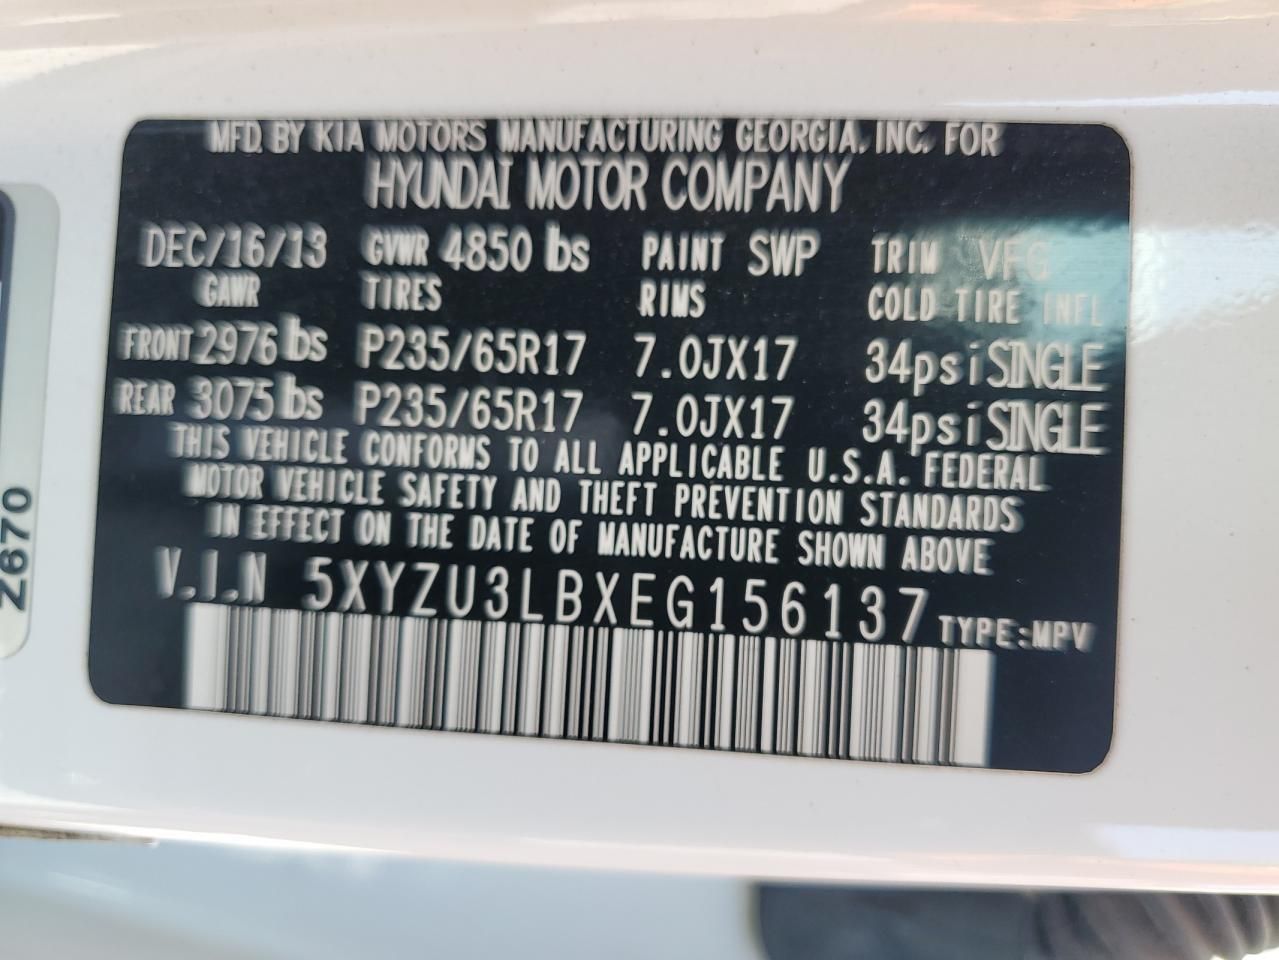 MFD. BY KIA MOTORS MANUFACTURING GEORGIA, INC. FOR
HYUNDAI MOTOR COMPANY
DEC/16/13 GVWR 4850 lbs PAINT SWP TRIM VFG
GAWR TIRES RIMS COLD TIRE INFL
FRONT 2976 lbs P235/65R17 7.0JX17 34psi SINGLE
REAR 3075 lbs P235/65R17 7.0JX17 34psi SINGLE
THIS VEHICLE CONFORMS TO ALL APPLICABLE U.S.A. FEDERAL
MOTOR VEHICLE SAFETY AND THEFT PREVENTION STANDARDS
IN EFFECT ON THE DATE OF MANUFACTURE SHOWN ABOVE
V.I.N 5XYZU3LBXEG156137 TYPE:MPV
Z670